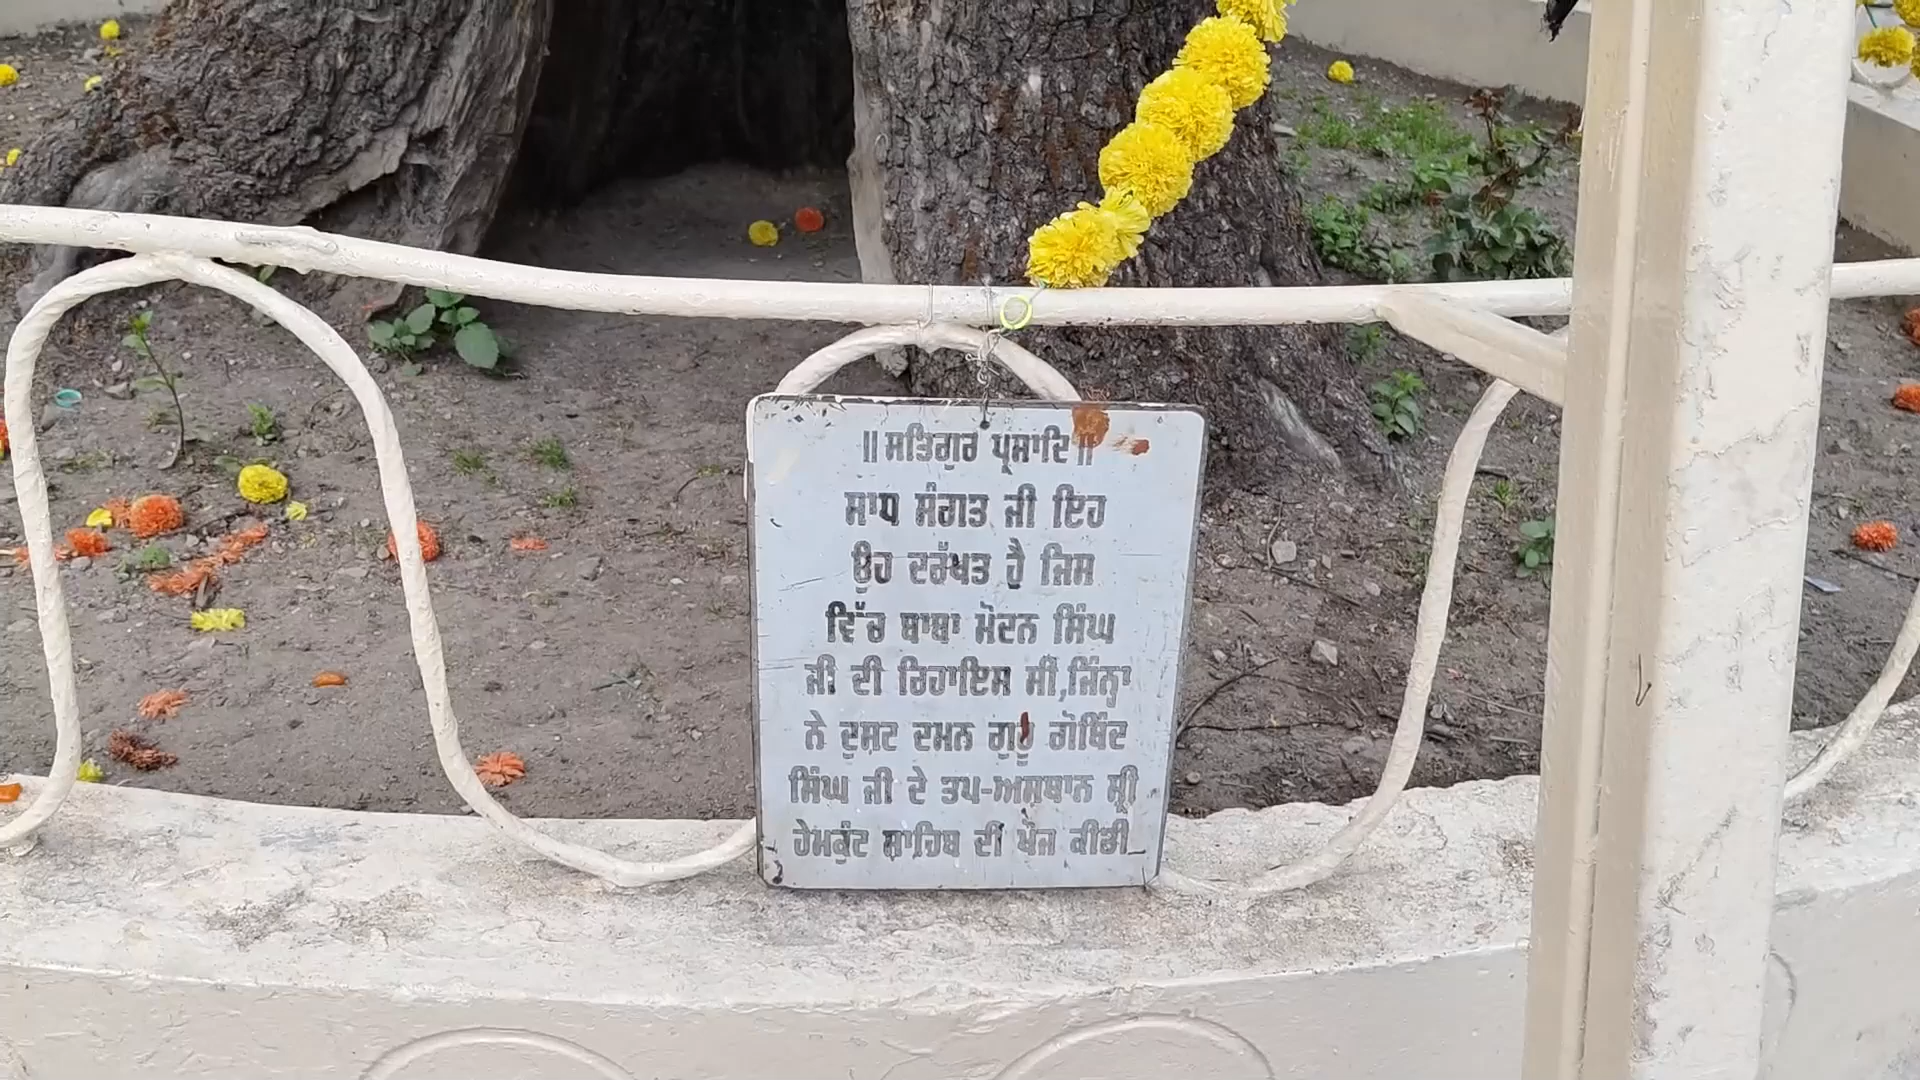 ॥ ਸਤਿਗੁਰ ਪ੍ਰਸਾਦਿ ॥
ਸਾਧ ਸੰਗਤ ਜੀ ਇਹ
ਉਹ ਦਰੱਖਤ ਹੈ ਜਿਸ
ਵਿੱਚ ਬਾਬਾ ਮੋਦਨ ਸਿੰਘ
ਜੀ ਦੀ ਰਿਹਾਇਸ ਸੀ,ਜਿੰਨ੍ਹਾ
ਨੇ ਦੁਸ਼ਟ ਦਮਨ ਗੁਰੂ ਗੋਬਿੰਦ
ਸਿੰਘ ਜੀ ਦੇ ਤਪ-ਅਸਥਾਨ ਸ੍ਰੀ
ਹੇਮਕੁੰਟ ਸਾਹਿਬ ਦੀ ਖੋਜ ਕੀਤੀ